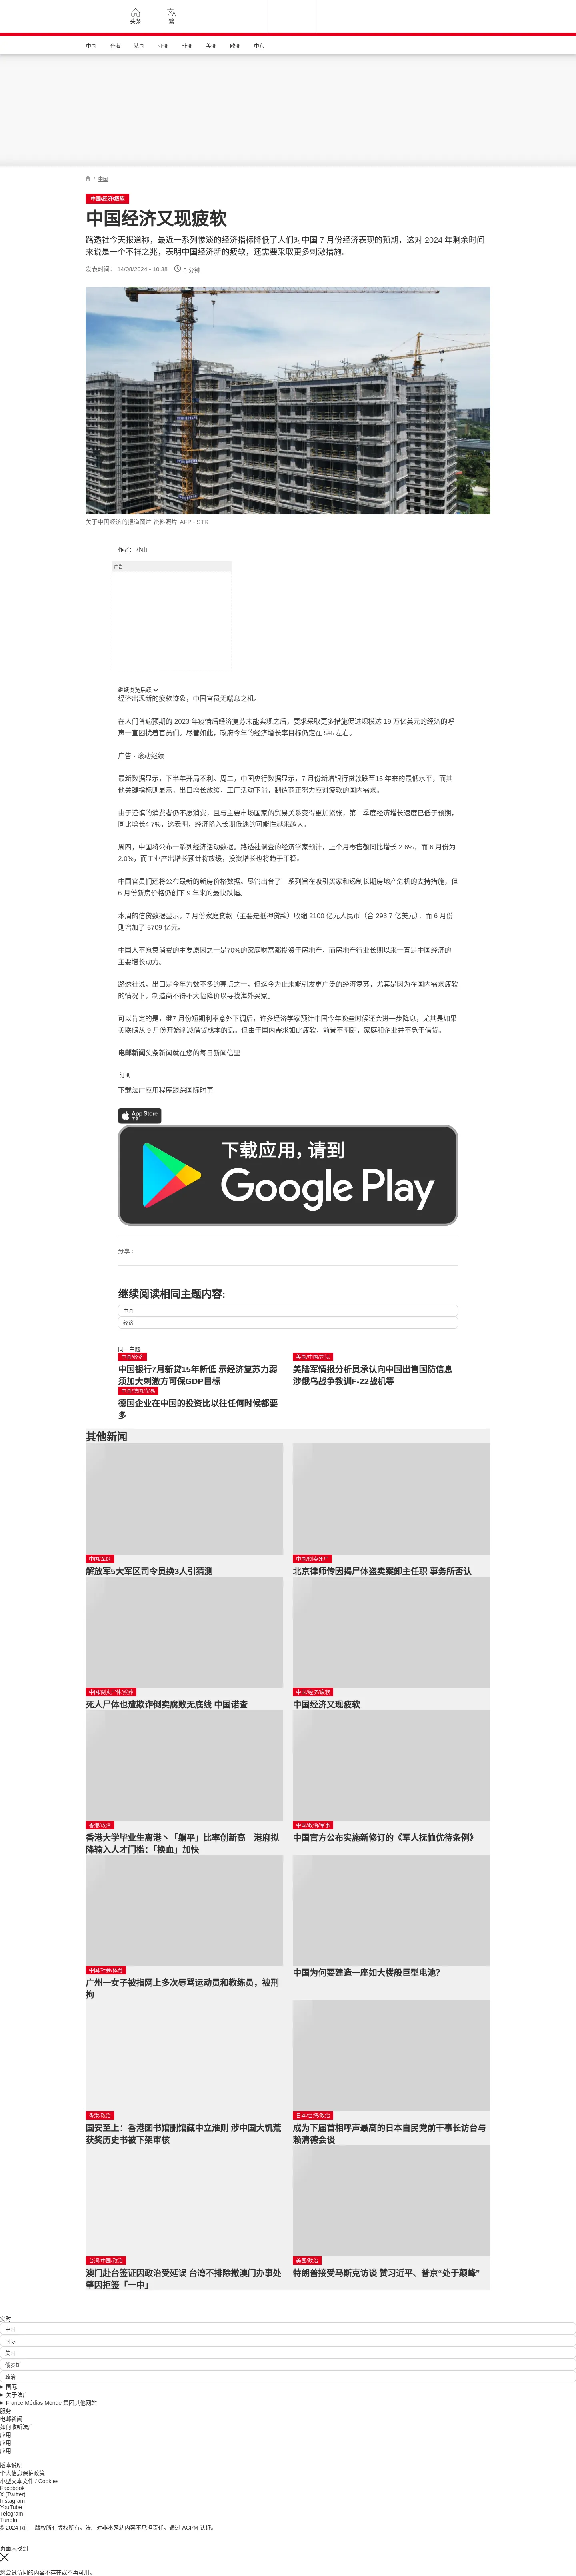 头条
繁
中国 台海 法国 亚洲 非洲 美洲 欧洲 中东
/ 中国
中国/经济/疲软
中国经济又现疲软
路透社今天报道称，最近一系列惨淡的经济指标降低了人们对中国 7 月份经济表现的预期，这对 2024 年剩余时间
来说是一个不祥之兆，表明中国经济新的疲软，还需要采取更多刺激措施。
发表时间： 14/08/2024 - 10:38 5 分钟
关于中国经济的报道图片 资料照片 AFP - STR
作者： 小山
广告
继续浏览后续
经济出现新的疲软迹象，中国官员无喘息之机。
在人们普遍预期的 2023 年疫情后经济复苏未能实现之后，要求采取更多措施促进规模达 19 万亿美元的经济的呼
声一直困扰着官员们。尽管如此，政府今年的经济增长率目标仍定在 5% 左右。
广告 · 滚动继续
最新数据显示，下半年开局不利。周二，中国央行数据显示，7 月份新增银行贷款跌至15 年来的最低水平，而其
他关键指标则显示，出口增长放缓，工厂活动下滑，制造商正努力应对疲软的国内需求。
由于谨慎的消费者仍不愿消费，且与主要市场国家的贸易关系变得更加紧张，第二季度经济增长速度已低于预期，
同比增长4.7%，这表明，经济陷入长期低迷的可能性越来越大。
周四，中国将公布一系列经济活动数据。路透社调查的经济学家预计，上个月零售额同比增长 2.6%，而 6 月份为
2.0%，而工业产出增长预计将放缓，投资增长也将趋于平稳。
中国官员们还将公布最新的新房价格数据。尽管出台了一系列旨在吸引买家和遏制长期房地产危机的支持措施，但
6 月份新房价格仍创下 9 年来的最快跌幅。
本周的信贷数据显示，7 月份家庭贷款（主要是抵押贷款）收缩 2100 亿元人民币（合 293.7 亿美元），而 6 月份
则增加了 5709 亿元。
中国人不愿意消费的主要原因之一是70%的家庭财富都投资于房地产，而房地产行业长期以来一直是中国经济的
主要增长动力。
路透社说，出口是今年为数不多的亮点之一，但迄今为止未能引发更广泛的经济复苏，尤其是因为在国内需求疲软
的情况下，制造商不得不大幅降价以寻找海外买家。
可以肯定的是，继7 月份短期利率意外下调后，许多经济学家预计中国今年晚些时候还会进一步降息，尤其是如果
美联储从 9 月份开始削减借贷成本的话。但由于国内需求如此疲软，前景不明朗，家庭和企业并不急于借贷。
电邮新闻头条新闻就在您的每日新闻信里
订阅
下载法广应用程序跟踪国际时事
App Store
下载
下载应用，请到
Google Play
分享 :
继续阅读相同主题内容:
中国
经济
同一主题
中国/经济
中国银行7月新贷15年新低 示经济复苏力弱
须加大刺激方可保GDP目标
美国/中国/司法
美陆军情报分析员承认向中国出售国防信息
涉俄乌战争教训F-22战机等
中国/德国/贸易
德国企业在中国的投资比以往任何时候都要
多
其他新闻
中国/军区
解放军5大军区司令员换3人引猜测
中国/倒卖死尸
北京律师传因揭尸体盗卖案卸主任职 事务所否认
中国/倒卖尸体/殡葬
死人尸体也遭欺诈倒卖腐败无底线 中国诺查
中国/经济/疲软
中国经济又现疲软
香港/政治
香港大学毕业生离港丶「躺平」比率创新高 港府拟
降输入人才门槛：「换血」加快
中国/政治/军事
中国官方公布实施新修订的《军人抚恤优待条例》
中国/社会/体育
广州一女子被指网上多次辱骂运动员和教练员，被刑
拘
中国为何要建造一座如大楼般巨型电池？
香港/政治
国安至上：香港图书馆删馆藏中立淮则 涉中国大饥荒
获奖历史书被下架审核
日本/台湾/政治
成为下届首相呼声最高的日本自民党前干事长访台与
赖清德会谈
台湾/中国/政治
澳门赴台签证因政治受延误 台湾不排除撤澳门办事处
肇因拒签「一中」
美国/政治
特朗普接受马斯克访谈 赞习近平、普京"处于颠峰"
实时
中国
国际
美国
俄罗斯
政治
国际
关于法广
France Médias Monde 集团其他网站
服务
电邮新闻
如何收听法广
应用
应用
应用
版本说明
个人信息保护政策
小型文本文件 / Cookies
Facebook
X (Twitter)
Instagram
YouTube
Telegram
TuneIn
© 2024 RFI – 版权所有版权所有。法广对非本网站内容不承担责任。通过 ACPM 认证。
页面未找到
您尝试访问的内容不存在或不再可用。